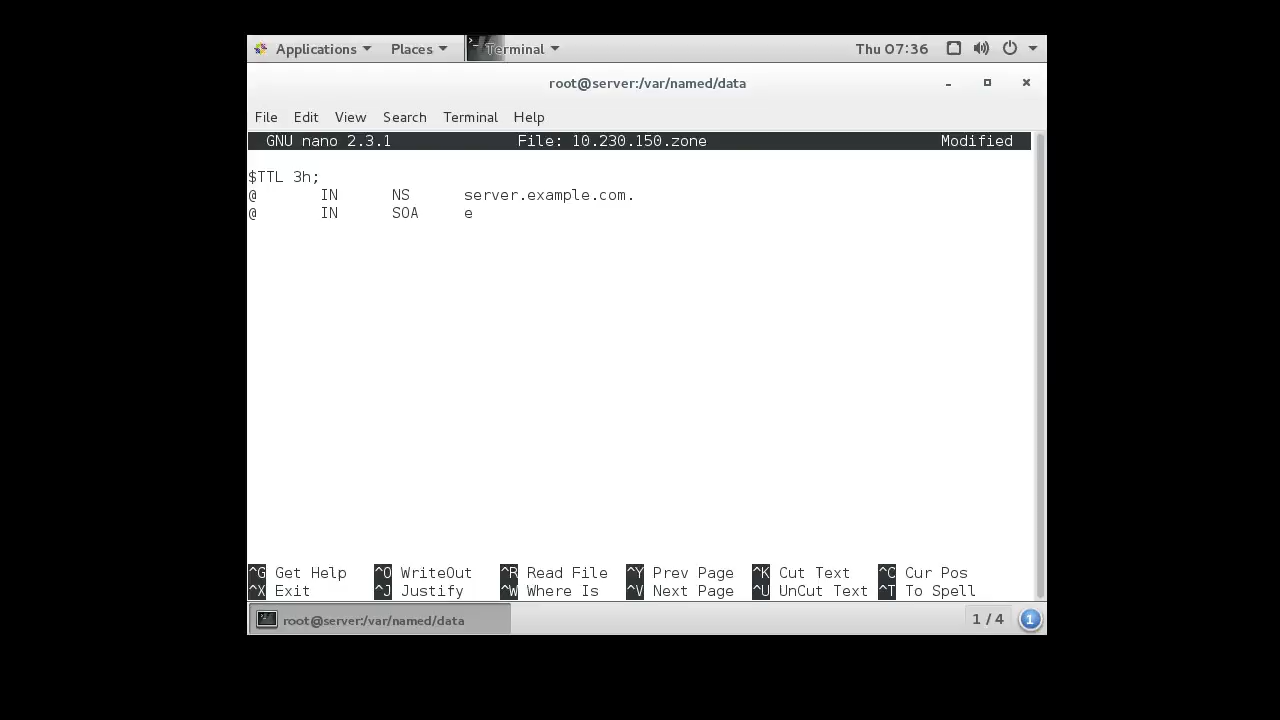 Applications Places Terminal Thu 07:36
root@server:/var/named/data
File Edit View Search Terminal Help
GNU nano 2.3.1 File: 10.230.150.zone Modified
$TTL 3h;
@ IN NS server.example.com.
@ IN SOA e
^G Get Help ^O WriteOut ^R Read File ^Y Prev Page ^K Cut Text ^C Cur Pos
^X Exit ^J Justify ^W Where Is ^V Next Page ^U UnCut Text ^T To Spell
root@server:/var/named/data 1 / 4 1